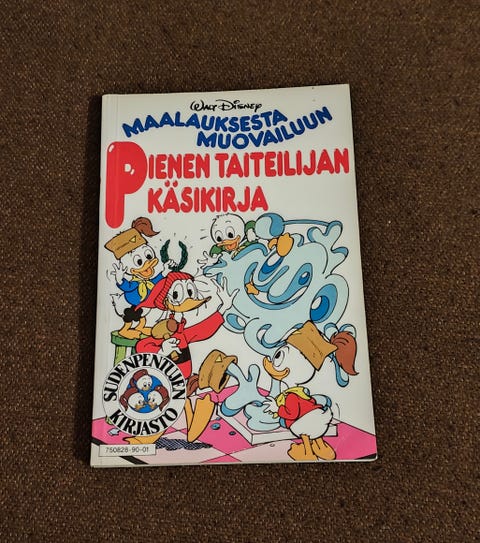 Walt Disney
MAALAUKSESTA
MUOVAILUUN
PIENEN TAITEILIJAN
KÄSIKIRJA
SUDENPENTUJEN
KIRJASTO
750828-90-01